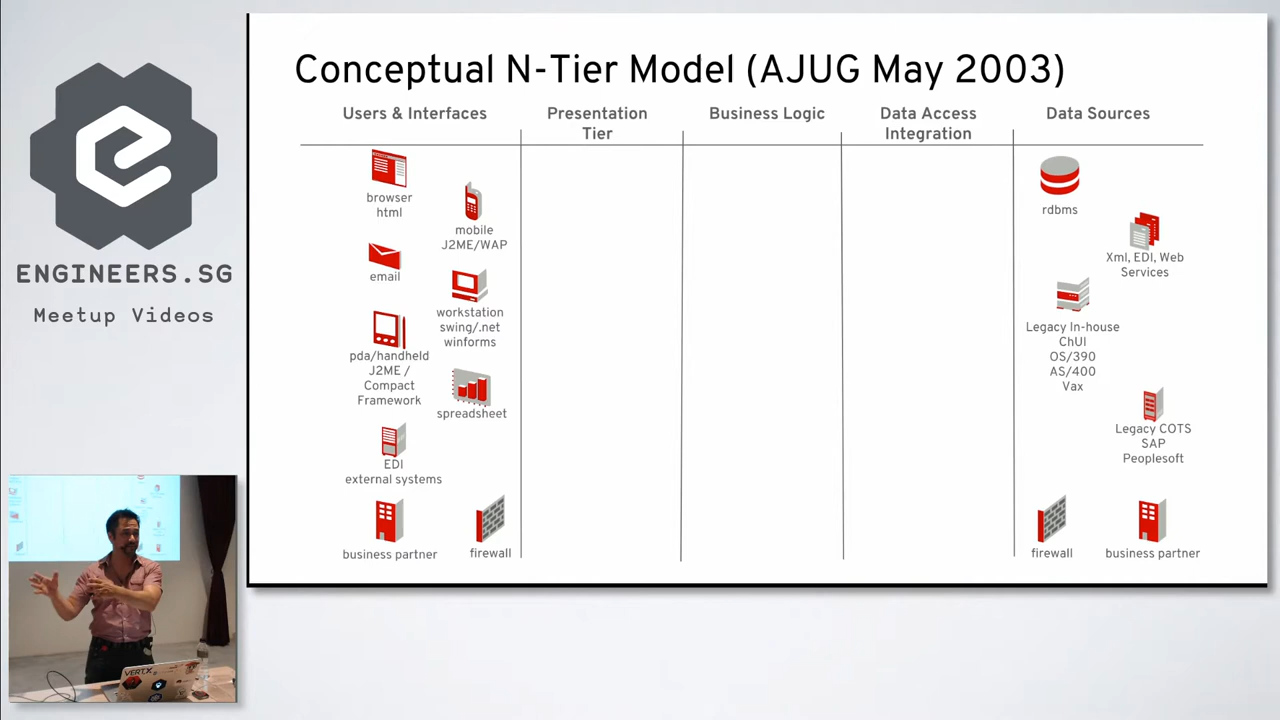 Conceptual N-Tier Model (AJUG May 2003)
Users & Interfaces
Presentation
Tier
Business Logic
Data Access
Integration
Data Sources
browser
html
mobile
J2ME/WAP
email
workstation
swing/.net
winforms
pda/handheld
J2ME /
Compact
Framework
spreadsheet
EDI
external systems
business partner
firewall
rdbms
Xml, EDI, Web
Services
Legacy In-house
ChUI
OS/390
AS/400
Vax
Legacy COTS
SAP
Peoplesoft
firewall
business partner
ENGINEERS.SG
Meetup Videos
VERT.X